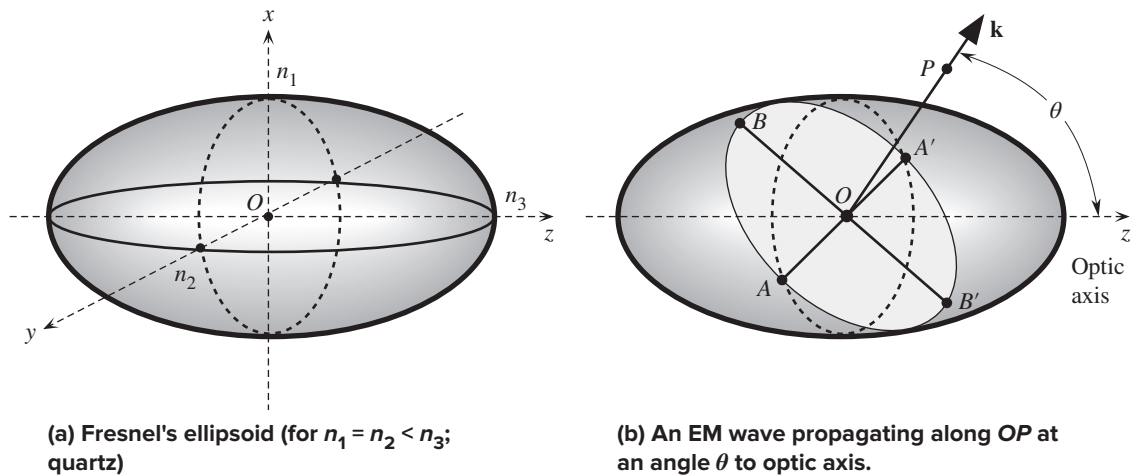 x
n1
n3
O
z
n2
y
(a) Fresnel's ellipsoid (for n1 = n2 < n3;
quartz)
k
P
θ
B
A′
O
z
A
B′
Optic
axis
(b) An EM wave propagating along OP at
an angle θ to optic axis.